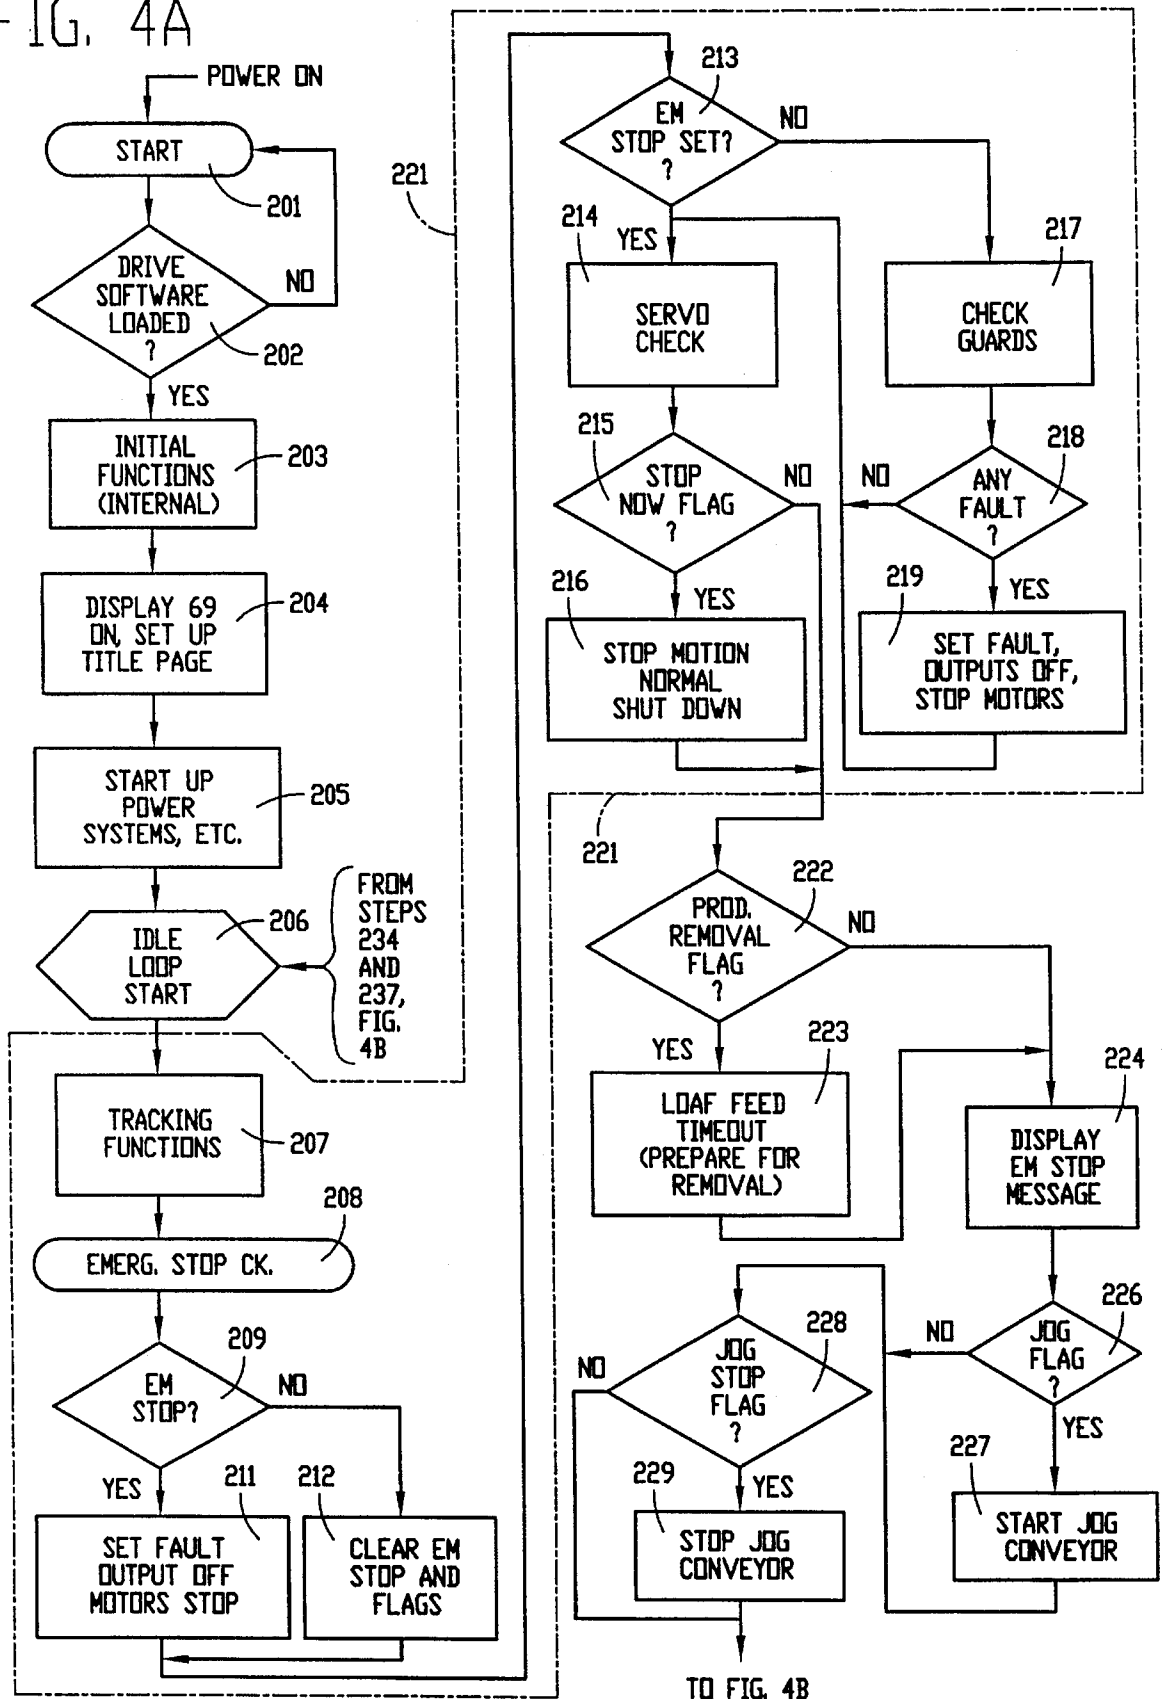 FIG. 4A
POWER ON
START
201
DRIVE
SOFTWARE
LOADED
?
202
NO
YES
INITIAL
FUNCTIONS
(INTERNAL)
203
DISPLAY 69
ON, SET UP
TITLE PAGE
204
START UP
POWER
SYSTEMS, ETC.
205
IDLE
LOOP
START
206
FROM
STEPS
234
AND
237,
FIG.
4B
TRACKING
FUNCTIONS
207
EMERG. STOP CK.
208
EM
STOP?
209
NO
YES
SET FAULT
OUTPUT OFF
MOTORS STOP
211
CLEAR EM
STOP AND
FLAGS
212
221
EM
STOP SET?
?
213
NO
YES
SERVO
CHECK
214
CHECK
GUARDS
217
STOP
NOW FLAG
?
215
NO
YES
ANY
FAULT
?
218
NO
YES
STOP MOTION
NORMAL
SHUT DOWN
216
SET FAULT,
OUTPUTS OFF,
STOP MOTORS
219
221
PROD.
REMOVAL
FLAG
?
222
NO
YES
LOAF FEED
TIMEOUT
(PREPARE FOR
REMOVAL)
223
DISPLAY
EM STOP
MESSAGE
224
JOG
FLAG
?
226
NO
YES
START JOG
CONVEYOR
227
JOG
STOP
FLAG
?
228
NO
YES
STOP JOG
CONVEYOR
229
TO FIG. 4B